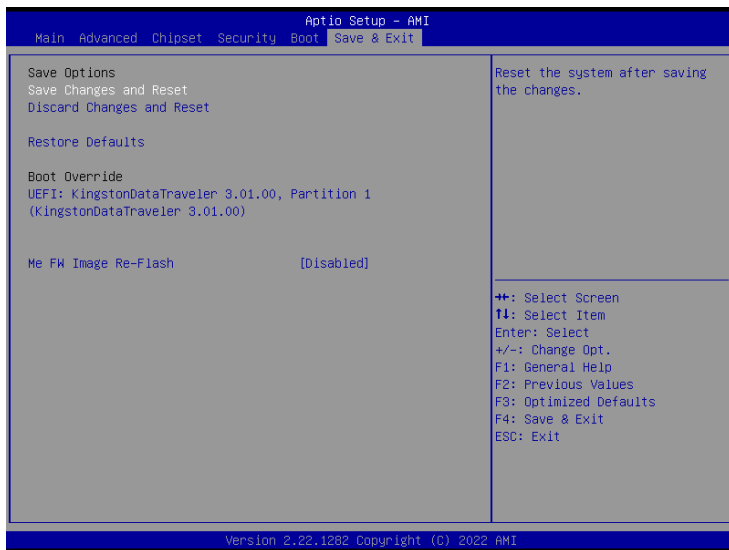 Aptio Setup – AMI
Main Advanced Chipset Security Boot Save & Exit
Save Options
Save Changes and Reset
Discard Changes and Reset
Restore Defaults
Boot Override
UEFI: KingstonDataTraveler 3.01.00, Partition 1
(KingstonDataTraveler 3.01.00)
Me FW Image Re-Flash [Disabled]
Reset the system after saving
the changes.
→←: Select Screen
↑↓: Select Item
Enter: Select
+/-: Change Opt.
F1: General Help
F2: Previous Values
F3: Optimized Defaults
F4: Save & Exit
ESC: Exit
Version 2.22.1282 Copyright (C) 2022 AMI